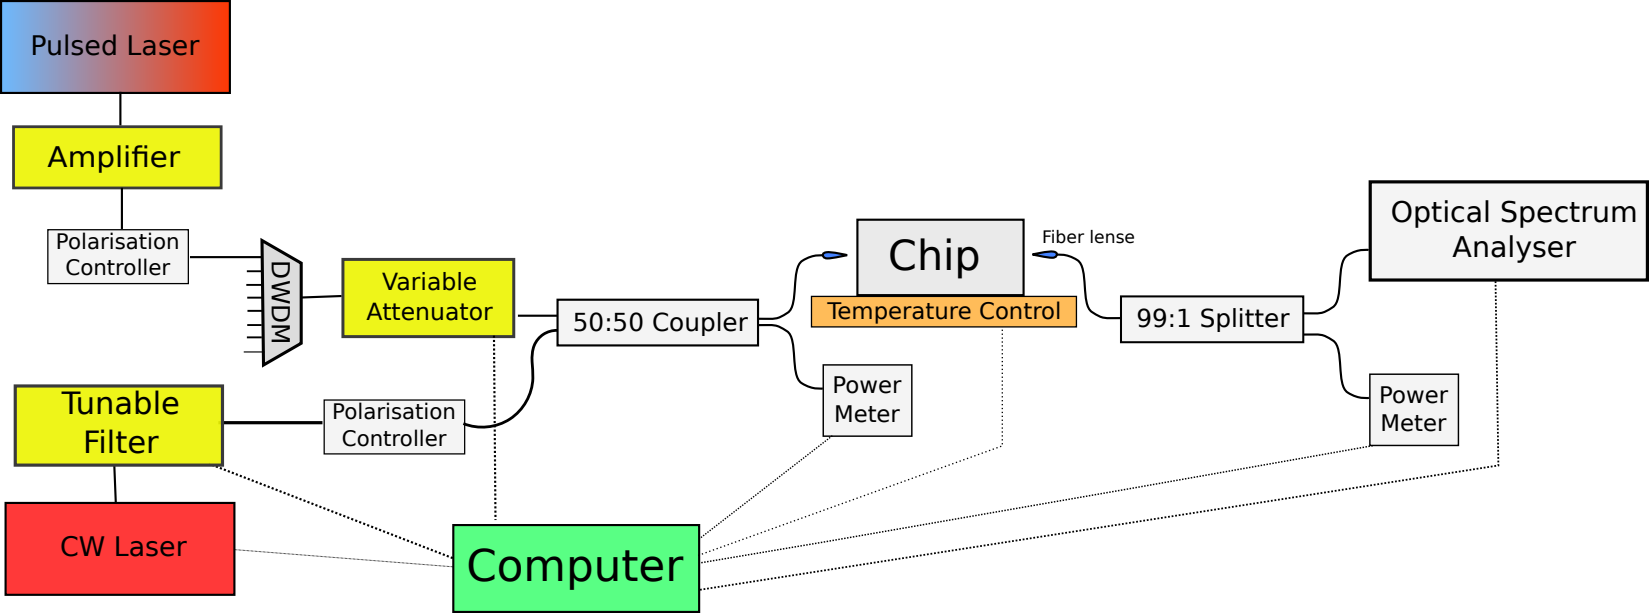 Pulsed Laser
Amplifier
Polarisation
Controller
DWDM
Variable
Attenuator
50:50 Coupler
Chip
Temperature Control
Fiber lense
99:1 Splitter
Optical Spectrum
Analyser
Power
Meter
Power
Meter
Tunable
Filter
Polarisation
Controller
CW Laser
Computer